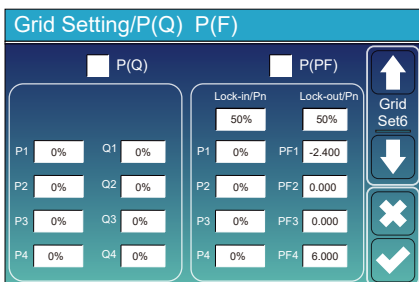 Grid Setting/P(Q) P(F)
P(Q) P(PF)
Lock-in/Pn Lock-out/Pn
50% 50%
P1 0% Q1 0% P1 0% PF1 -2.400
P2 0% Q2 0% P2 0% PF2 0.000
P3 0% Q3 0% P3 0% PF3 0.000
P4 0% Q4 0% P4 0% PF4 6.000
Grid
Set6